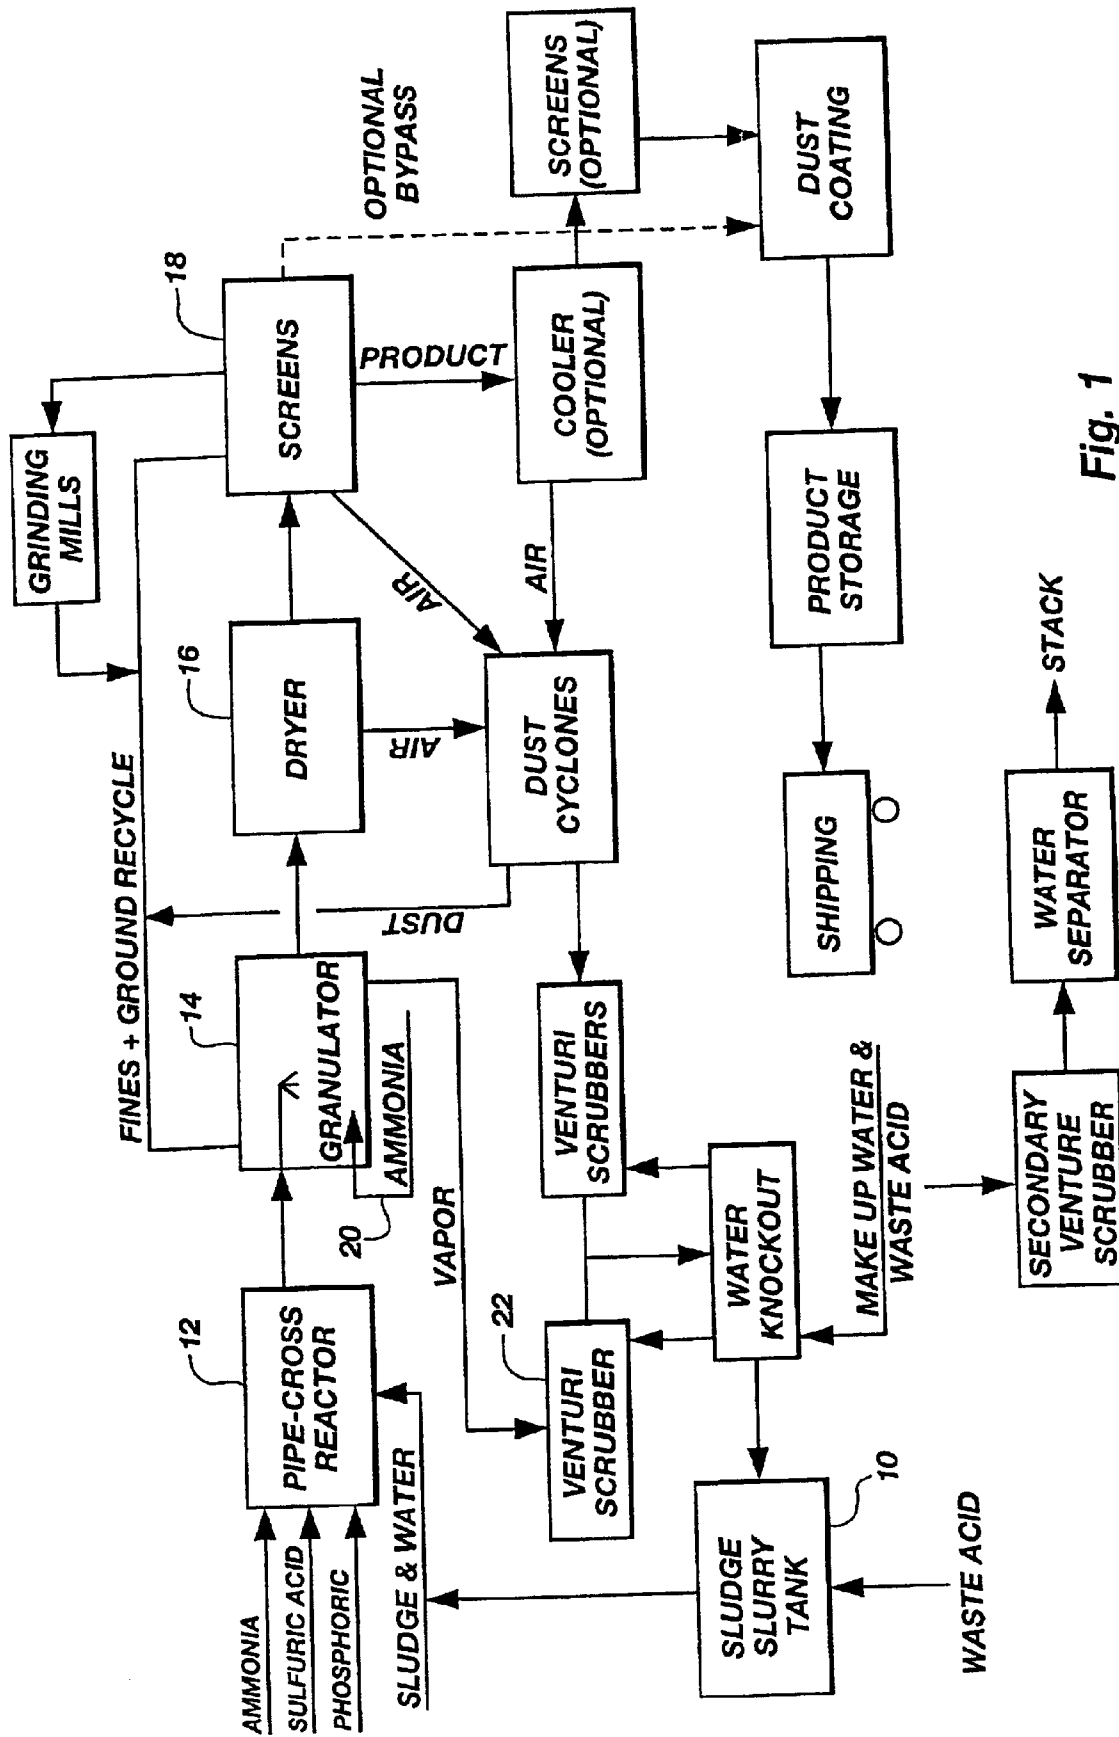 GRINDING
MILLS
FINES + GROUND RECYCLE
18
16
14
12
AMMONIA
SULFURIC ACID
PHOSPHORIC
PIPE-CROSS
REACTOR
GRANULATOR
DRYER
SCREENS
OPTIONAL
BYPASS
20
AMMONIA
SLUDGE & WATER
VAPOR
DUST
AIR
AIR
PRODUCT
AIR
22
VENTURI
SCRUBBER
VENTURI
SCRUBBERS
DUST
CYCLONES
COOLER
(OPTIONAL)
SCREENS
(OPTIONAL)
SLUDGE
SLURRY
TANK
10
WATER
KNOCKOUT
SHIPPING
PRODUCT
STORAGE
DUST
COATING
WASTE ACID
MAKE UP WATER &
WASTE ACID
SECONDARY
VENTURE
SCRUBBER
WATER
SEPARATOR
STACK
Fig. 1